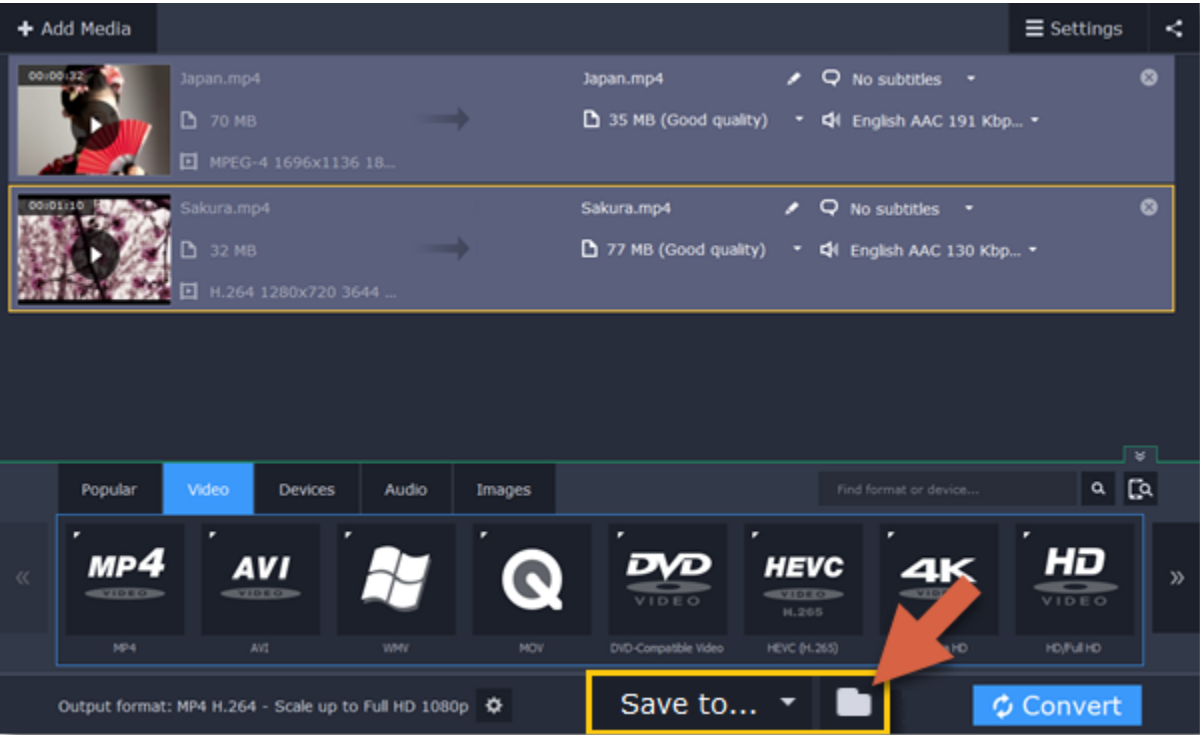 Add Media
Settings
00:00:32
Japan.mp4
70 MB
MPEG-4 1696x1136 18...
Japan.mp4
35 MB (Good quality)
No subtitles
English AAC 191 Kbp...
00:01:10
Sakura.mp4
32 MB
H.264 1280x720 3644 ...
Sakura.mp4
77 MB (Good quality)
No subtitles
English AAC 130 Kbp...
Popular Video Devices Audio Images
Find format or device...
MP4
VIDEO
AVI
VIDEO
DVD
VIDEO
HEVC
VIDEO
H.265
4K
HD
VIDEO
MP4 AVI WMV MOV DVD-Compatible Video HEVC (H.265) HD HD/Full HD
Output format: MP4 H.264 - Scale up to Full HD 1080p
Save to...
Convert